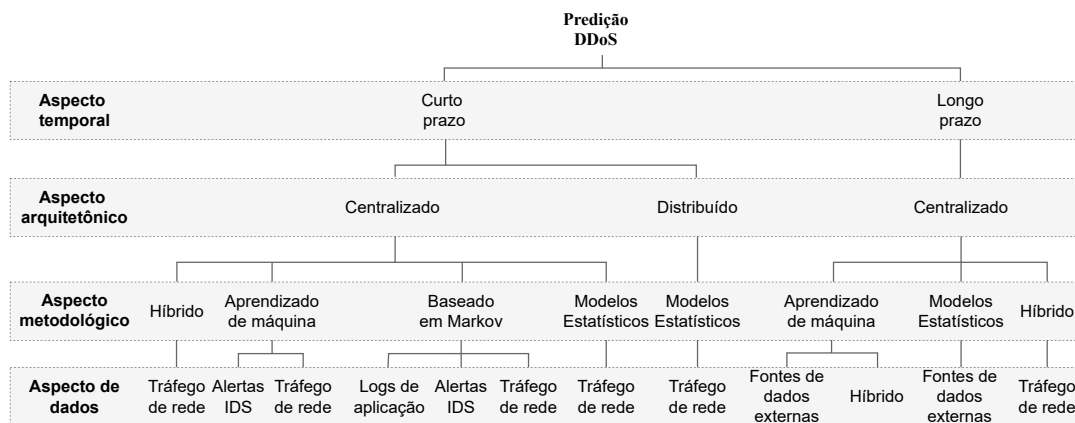 Predição
DDoS
Aspecto
temporal
Curto
prazo
Longo
prazo
Aspecto
arquitetônico
Centralizado
Distribuído
Centralizado
Aspecto
metodológico
Híbrido
Aprendizado
de máquina
Baseado
em Markov
Modelos
Estatísticos
Modelos
Estatísticos
Aprendizado
de máquina
Modelos
Estatísticos
Híbrido
Aspecto de
dados
Tráfego
de rede
Alertas
IDS
Tráfego
de rede
Logs de
aplicação
Alertas
IDS
Tráfego
de rede
Tráfego
de rede
Tráfego
de rede
Fontes de
dados
externas
Híbrido
Fontes de
dados
externas
Tráfego
de rede